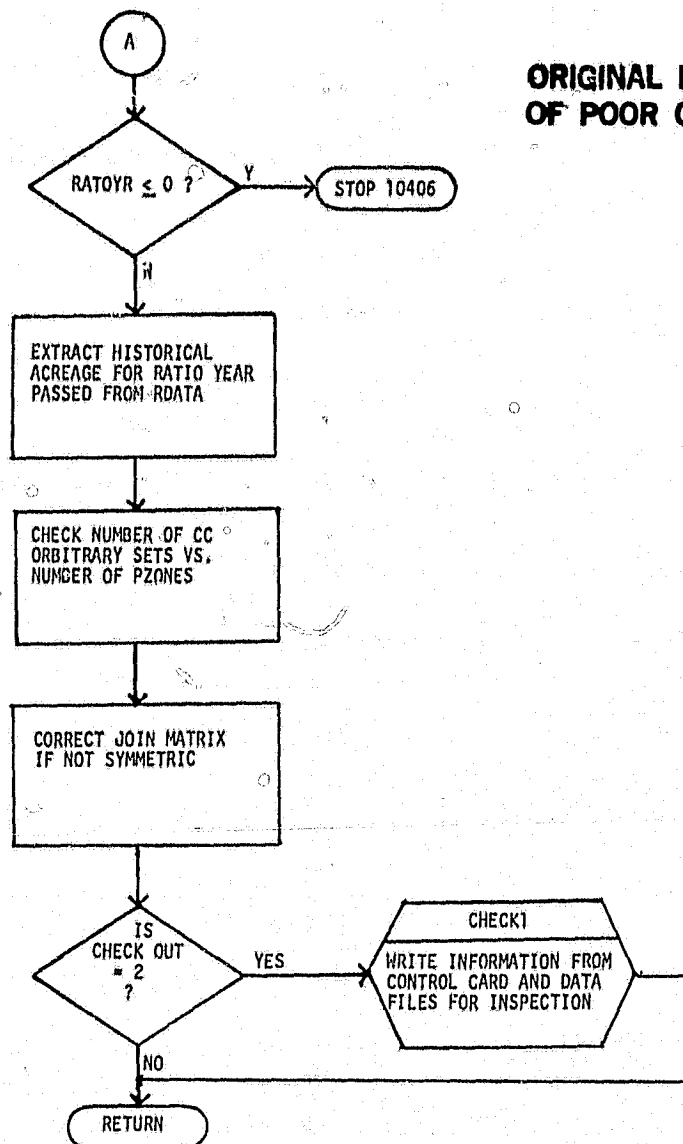 A
ORIGINAL
OF POOR
RATOYR ≤ 0 ?
Y
STOP 10406
N
EXTRACT HISTORICAL
ACREAGE FOR RATIO YEAR
PASSED FROM RDATA
CHECK NUMBER OF CC
ORBITRARY SETS VS.
NUMBER OF PZONES
CORRECT JOIN MATRIX
IF NOT SYMMETRIC
IS
CHECK OUT
= 2
?
YES
CHECK1
WRITE INFORMATION FROM
CONTROL CARD AND DATA
FILES FOR INSPECTION
NO
RETURN